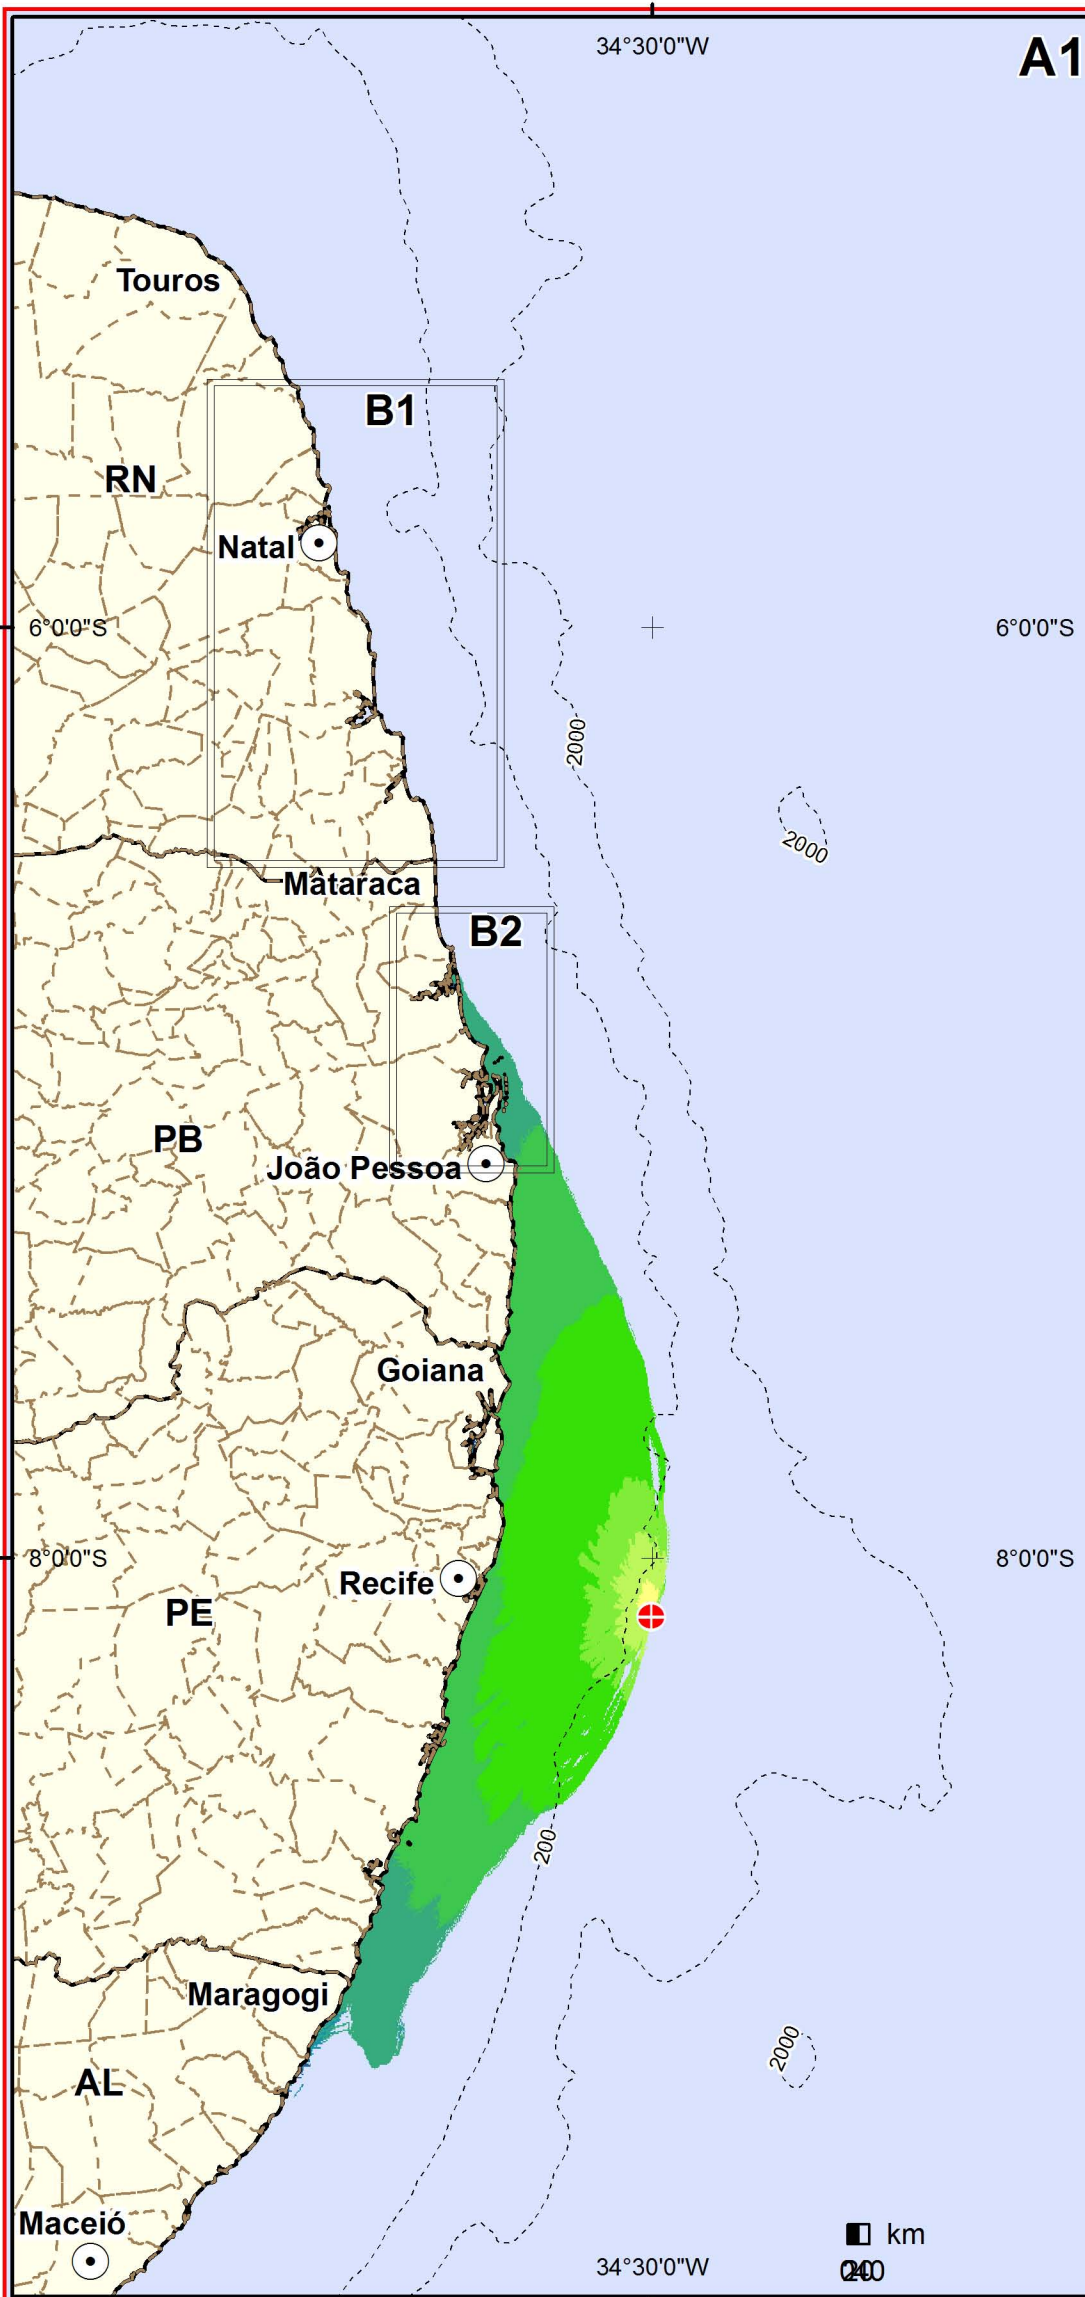 34°30'0"W
A1
Touros
B1
RN
Natal
6°0'0"S
6°0'0"S
2000
2000
Mataraca
B2
PB
João Pessoa
Goiana
8°0'0"S
8°0'0"S
Recife
PE
200
Maragogi
2000
AL
Maceió
km
34°30'0"W